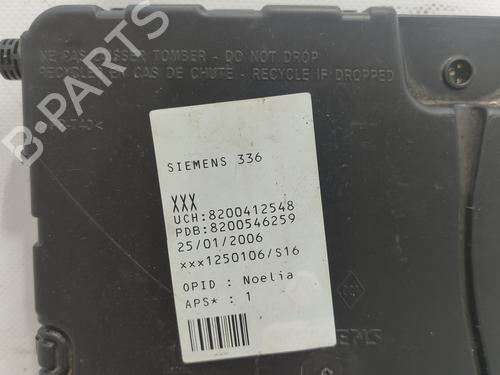 NE PAS LAISSER TOMBER - DO NOT DROP
RECYCLER EN CAS DE CHUTE - RECYCLE IF DROPPED
SIEMENS 336
XXX
UCH:8200412548
PDB:8200546259
25/01/2006
xxx1250106/S16
OPID : Noelia
APS* : 1
B-PARTS